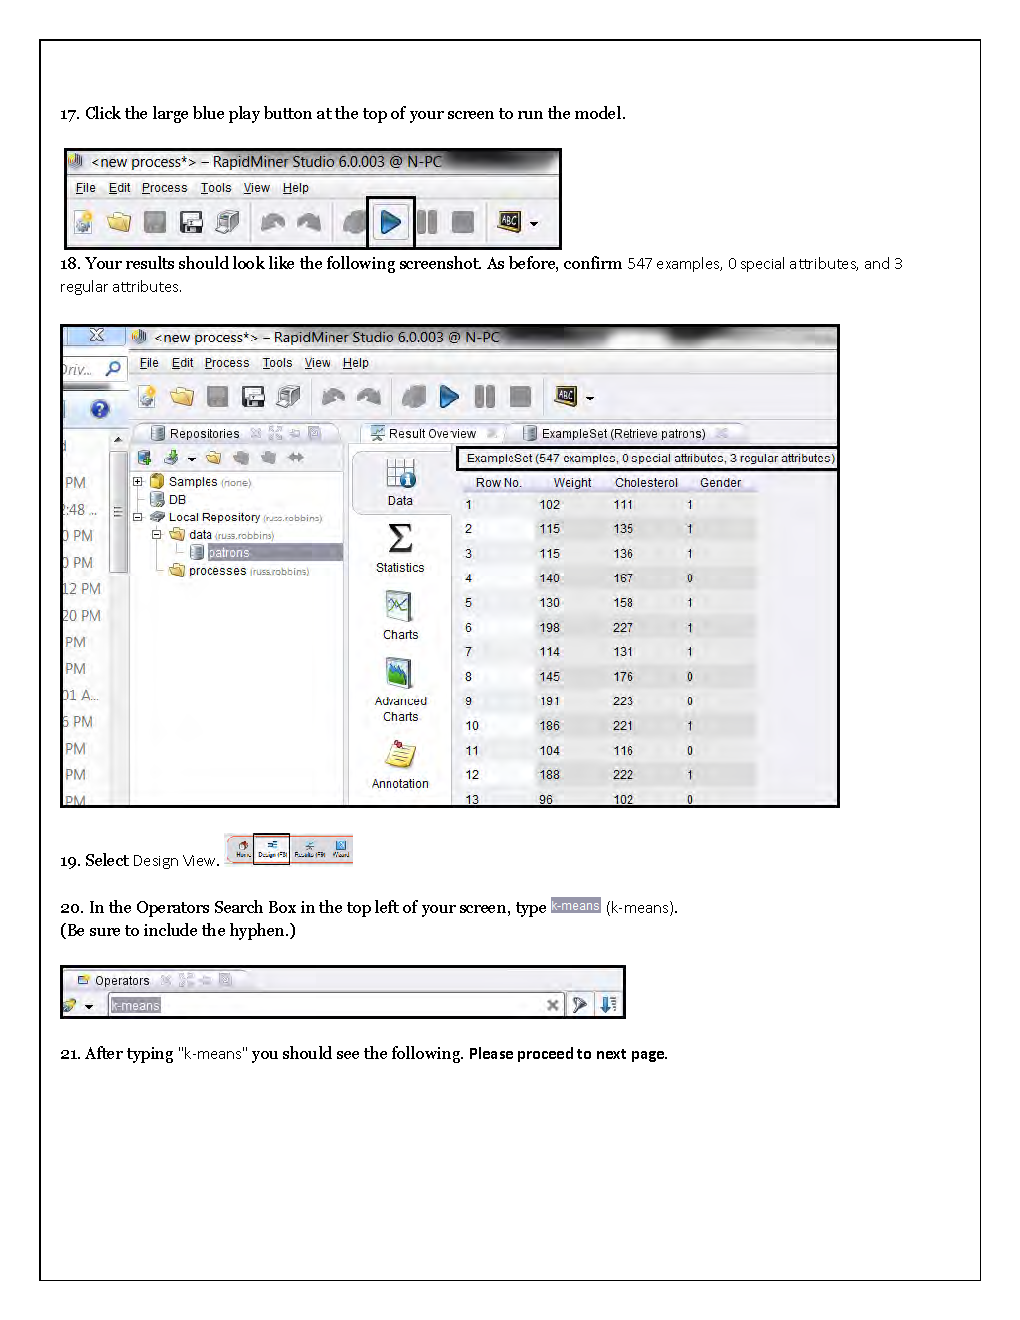 17. Click the large blue play button at the top of your screen to run the model.
<new process*> – RapidMiner Studio 6.0.003 @ N-PC
File Edit Process Tools View Help
ABC
18. Your results should look like the following screenshot. As before, confirm 547 examples, 0 special attributes, and 3
regular attributes.
<new process*> – RapidMiner Studio 6.0.003 @ N-PC
Driv...
File Edit Process Tools View Help
ABC
Repositories
Result Overview
ExampleSet (Retrieve patrons)
ExampleSet (547 examples, 0 special attributes, 3 regular attributes)
Samples (none)
DB
Local Repository (russ.robbins)
data (russ.robbins)
patrons
processes (russ.robbins)
PM
2:48 ...
0 PM
0 PM
12 PM
20 PM
PM
PM
01 A...
6 PM
PM
PM
PM
Data
Statistics
Charts
Advanced
Charts
Annotation
Row No. Weight Cholesterol Gender
1 102 111 1
2 115 135 1
3 115 136 1
4 140 167 0
5 130 158 1
6 198 227 1
7 114 131 1
8 145 176 0
9 191 223 0
10 186 221 1
11 104 116 0
12 188 222 1
13 96 102 0
19. Select Design View.
Home Design (F8) Results (F9) Wizard
20. In the Operators Search Box in the top left of your screen, type k-means (k-means).
(Be sure to include the hyphen.)
Operators
k-means
21. After typing "k-means" you should see the following. Please proceed to next page.